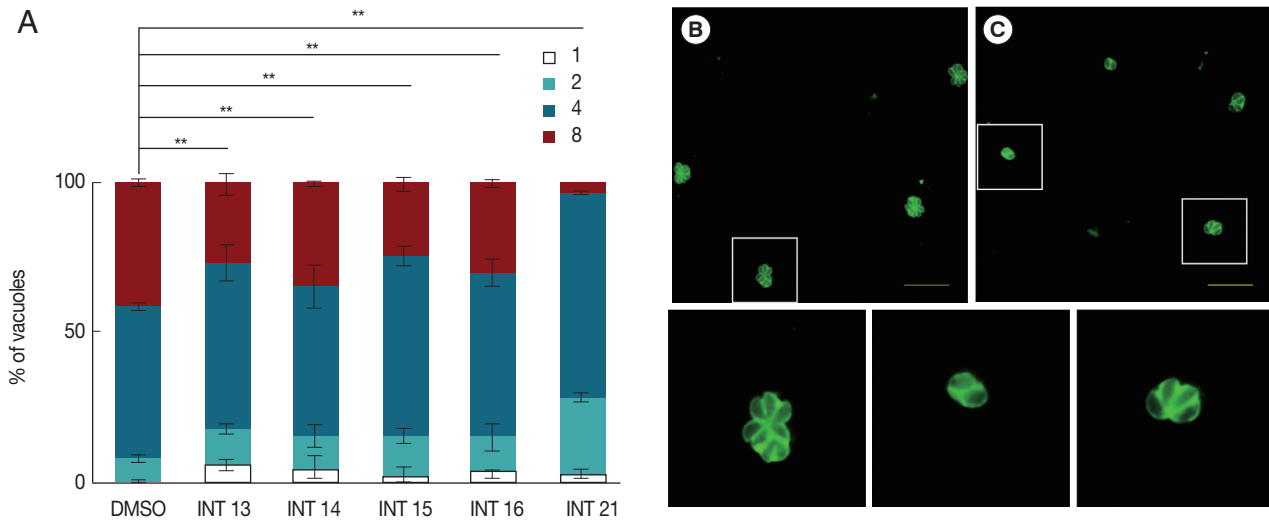 A
**
**
**
**
**
1
2
4
8
% of vacuoles
100
50
0
DMSO
INT 13
INT 14
INT 15
INT 16
INT 21
B
C